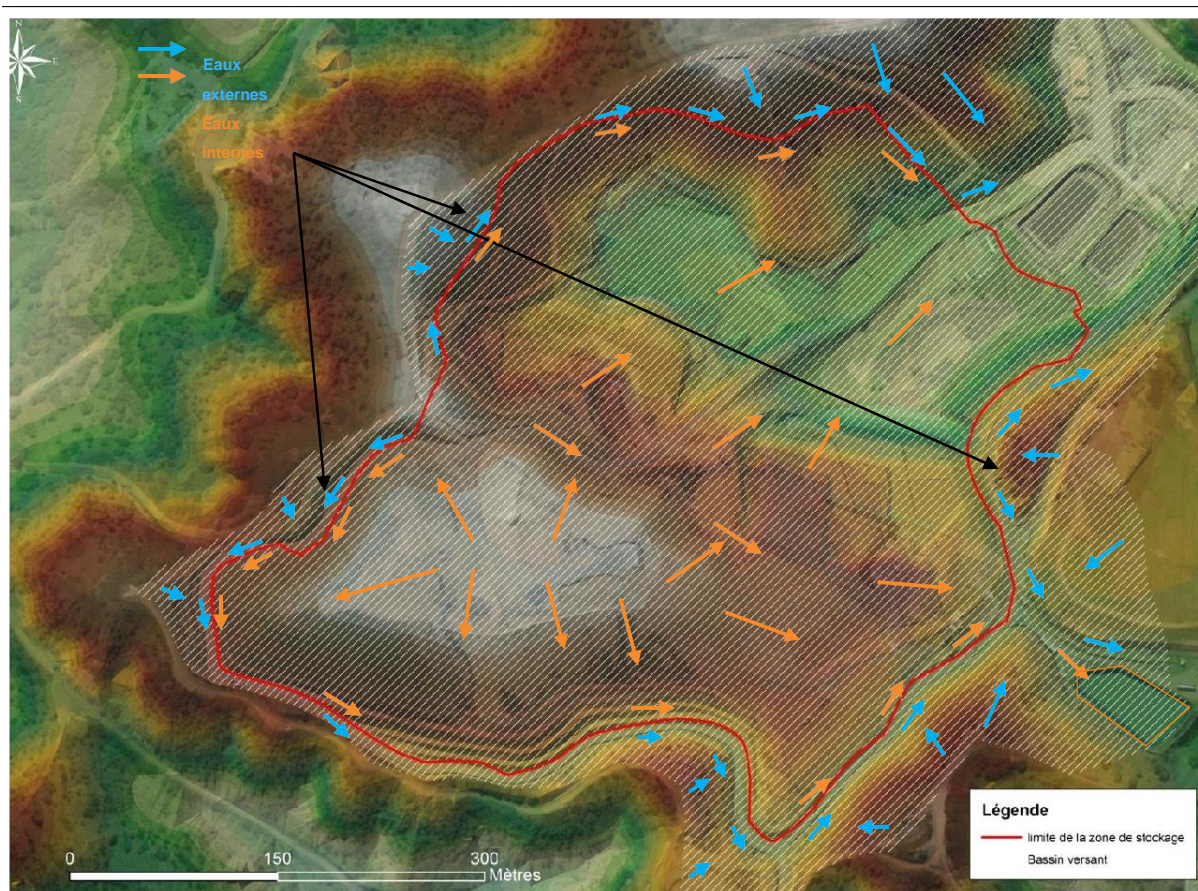 N
E
S
Eaux
externes
Eaux
internes
Légende
limite de la zone de stockage
Bassin versant
0 150 300
Mètres